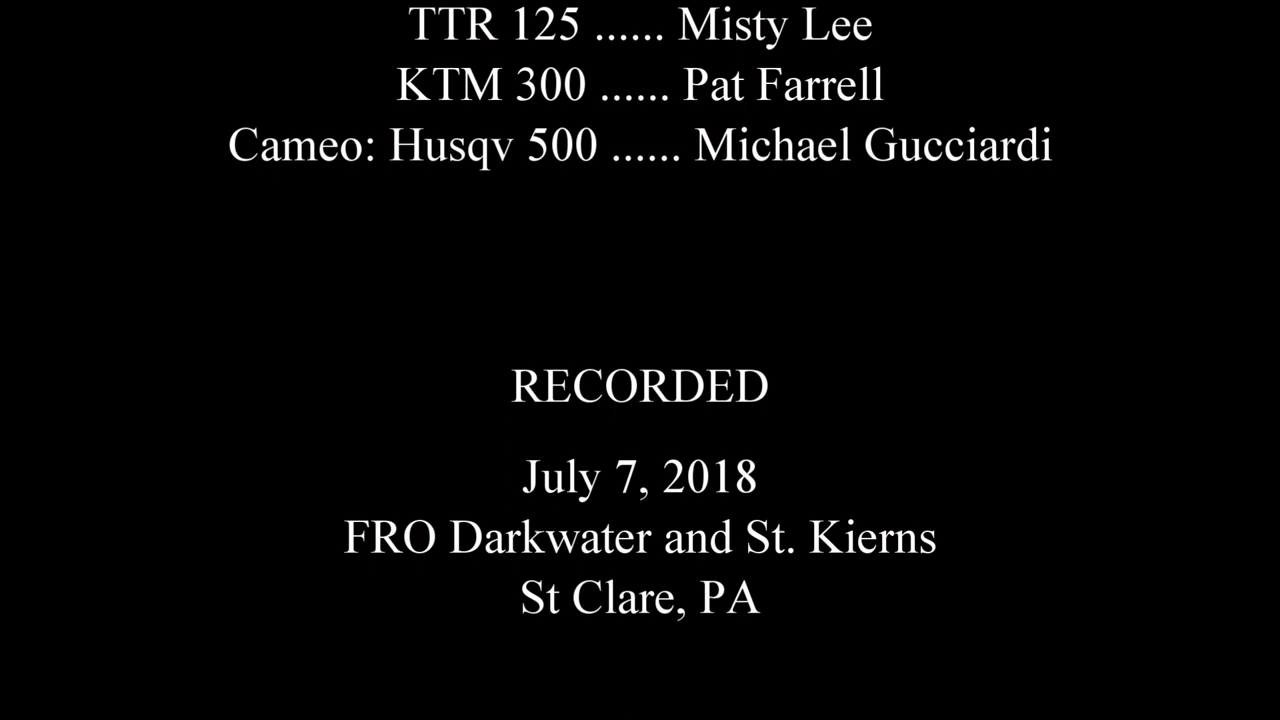 TTR 125 ...... Misty Lee
KTM 300 ...... Pat Farrell
Cameo: Husqv 500 ...... Michael Gucciardi
RECORDED
July 7, 2018
FRO Darkwater and St. Kierns
St Clare, PA